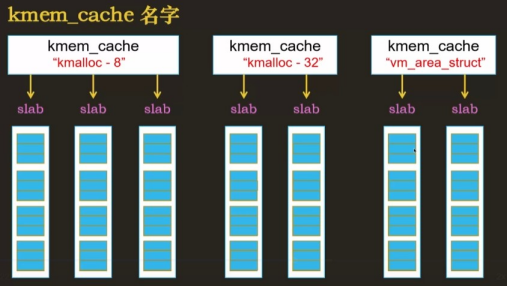 kmem_cache 名字
kmem_cache
"kmalloc - 8"
kmem_cache
"kmalloc - 32"
kmem_cache
"vm_area_struct"
slab slab slab slab slab slab slab